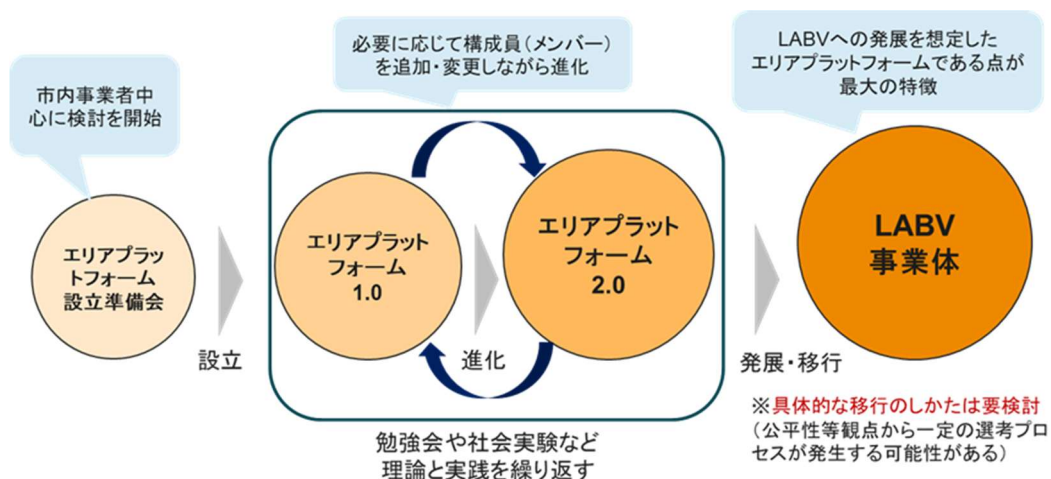 市内事業者中
心に検討を開始
必要に応じて構成員（メンバー）
を追加・変更しながら進化
LABVへの発展を想定した
エリアプラットフォームである点が
最大の特徴
エリアプラッ
トフォーム
設立準備会
設立
エリアプラット
フォーム
1.0
進化
エリアプラット
フォーム
2.0
勉強会や社会実験など
理論と実践を繰り返す
発展・移行
LABV
事業体
※具体的な移行のしかたは要検討
（公平性等観点から一定の選考プロ
セスが発生する可能性がある）